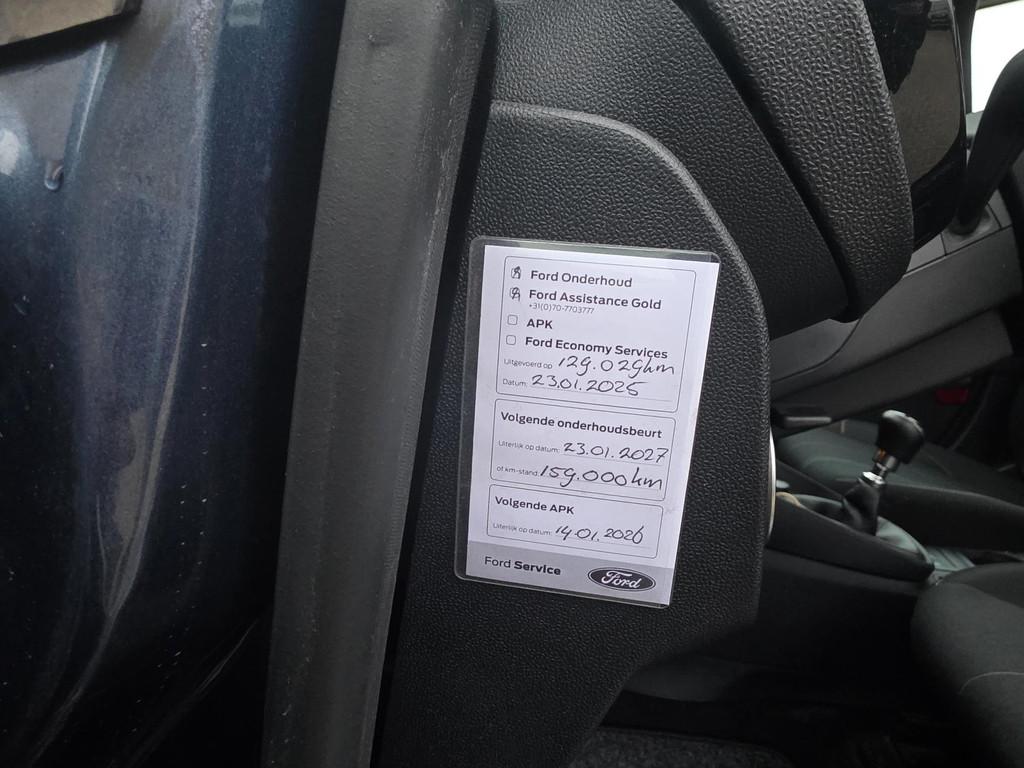 Ford Onderhoud
Ford Assistance Gold
+31(0)70-7703777
APK
Ford Economy Services
Uitgevoerd op: 129.029km
Datum: 23.01.2025
Volgende onderhoudsbeurt
Uiterlijk op datum: 23.01.2027
of km-stand: 159.000km
Volgende APK
Uiterlijk op datum: 14.01.2026
Ford Service
Ford